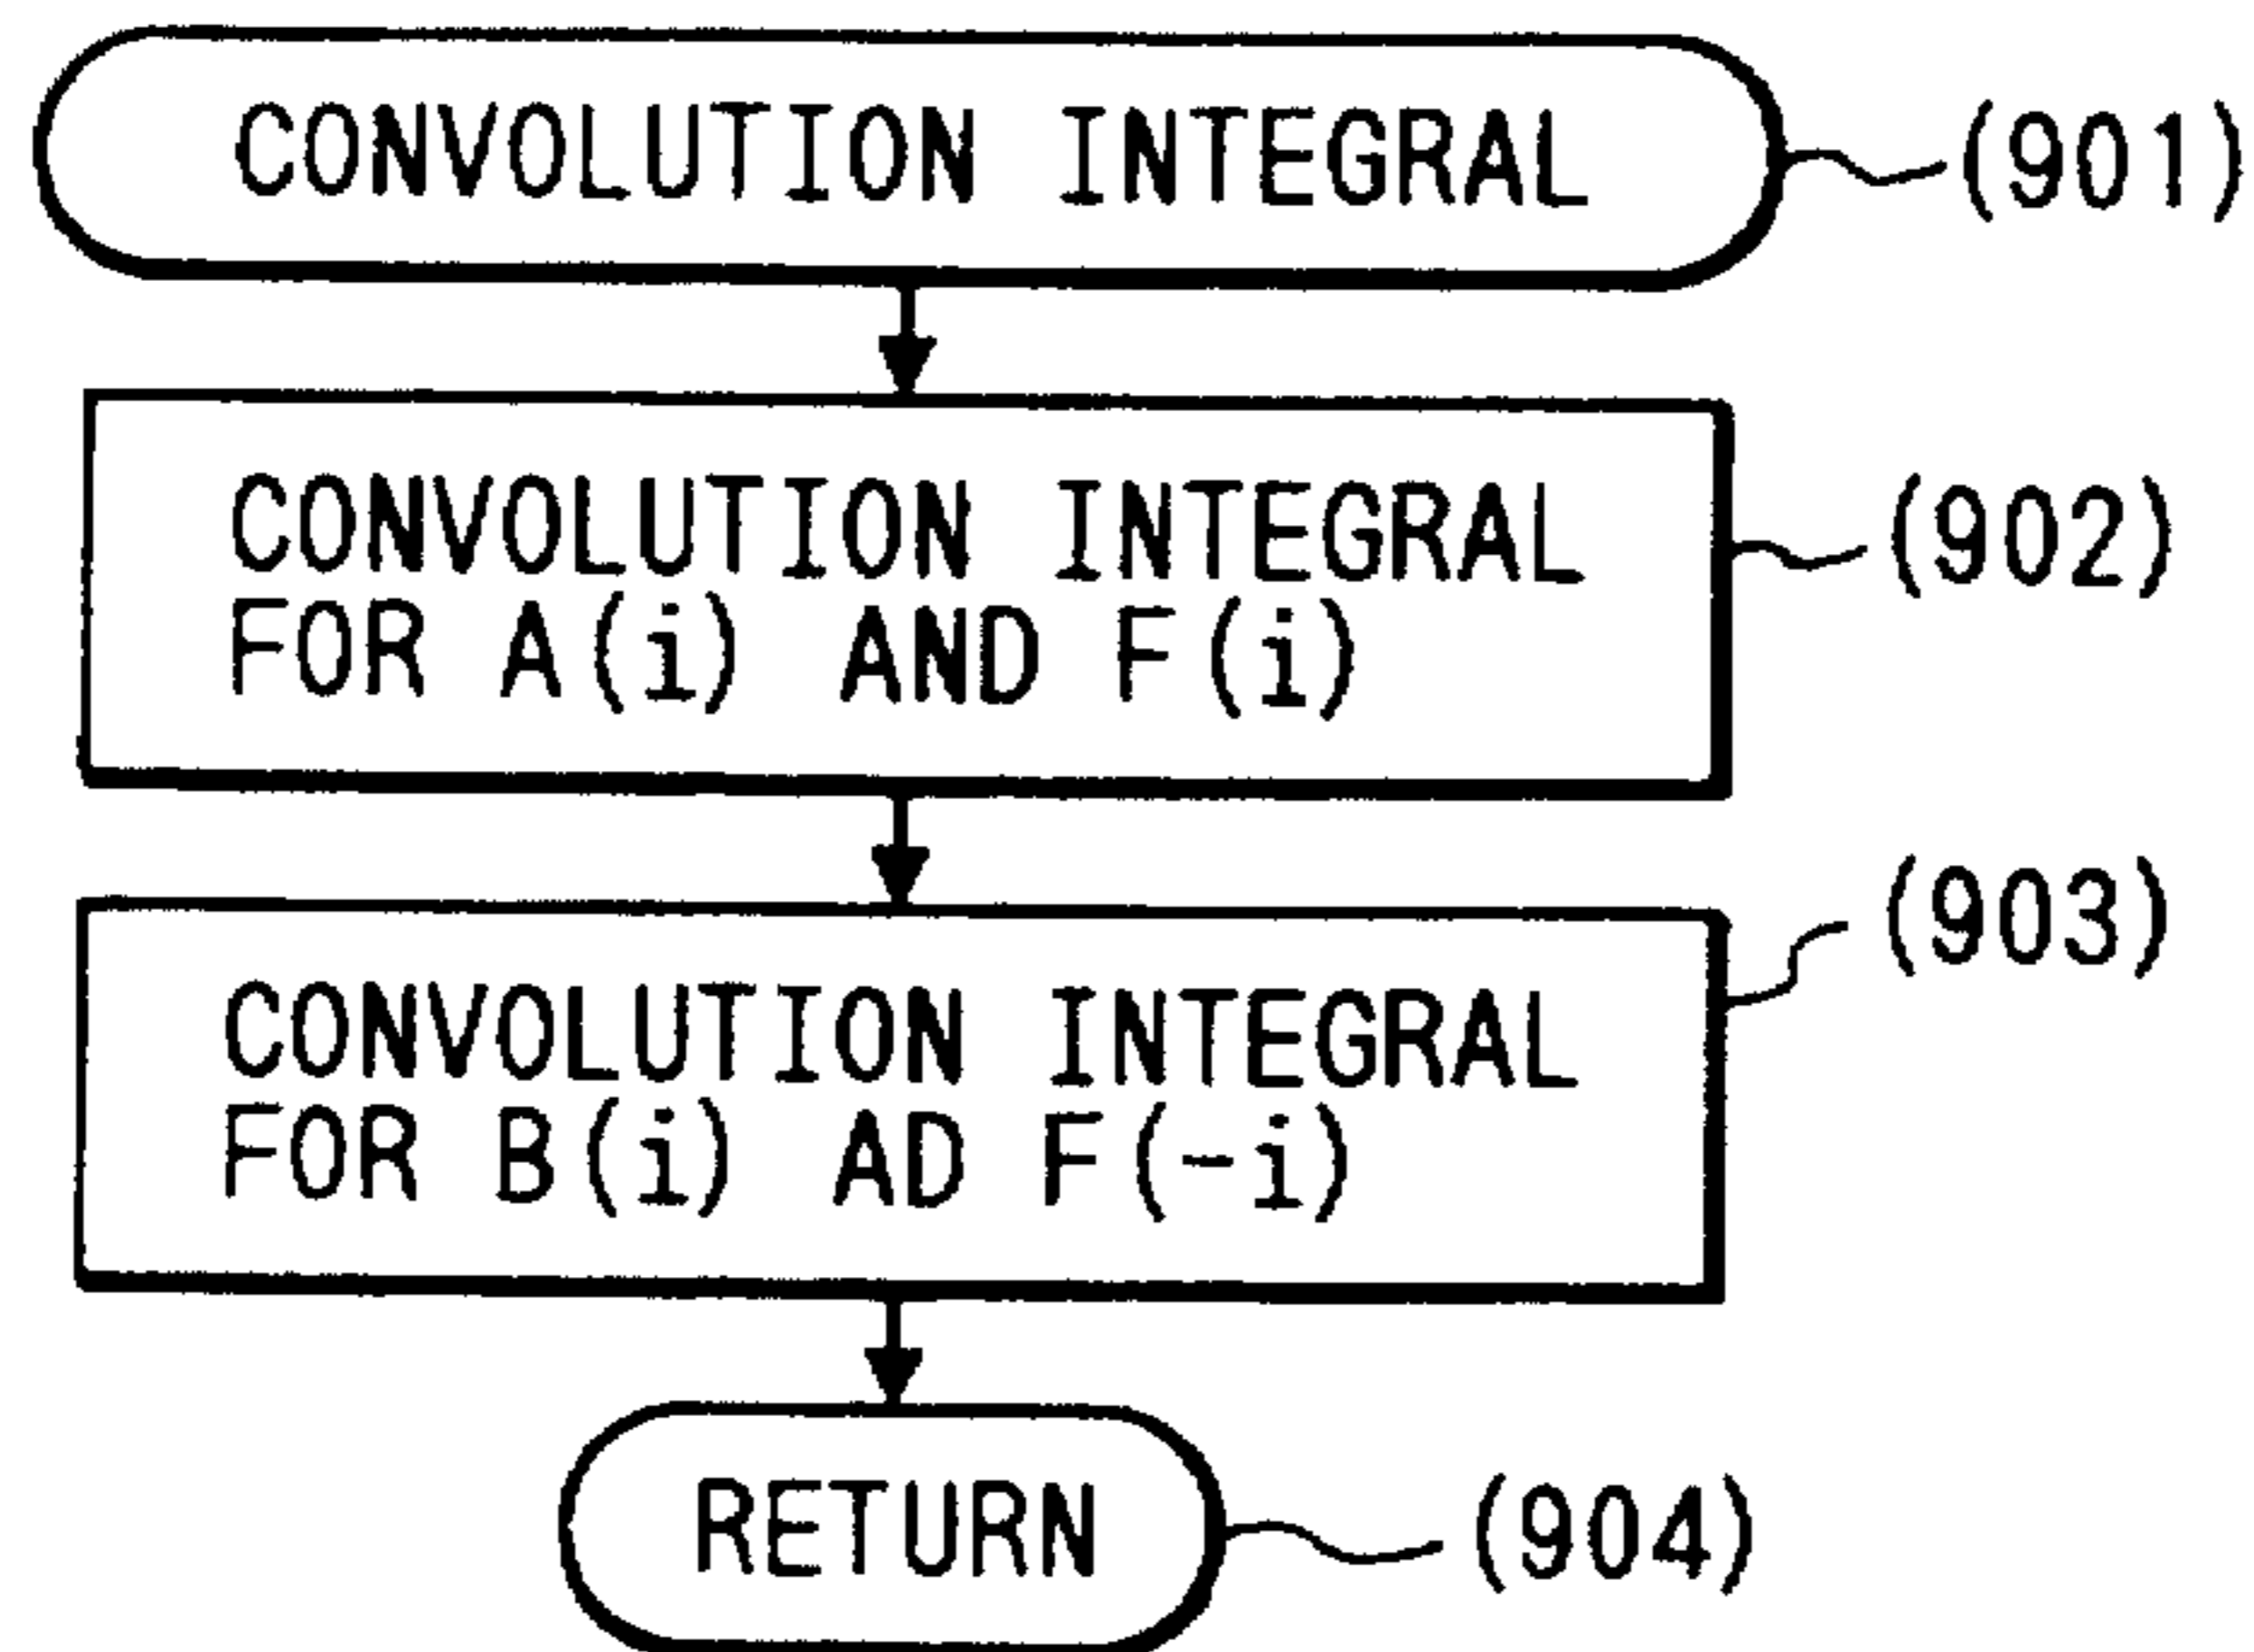 CONVOLUTION INTEGRAL (901)
CONVOLUTION INTEGRAL
FOR A(i) AND F(i)
(902)
(903)
CONVOLUTION INTEGRAL
FOR B(i) AD F(-i)
RETURN (904)